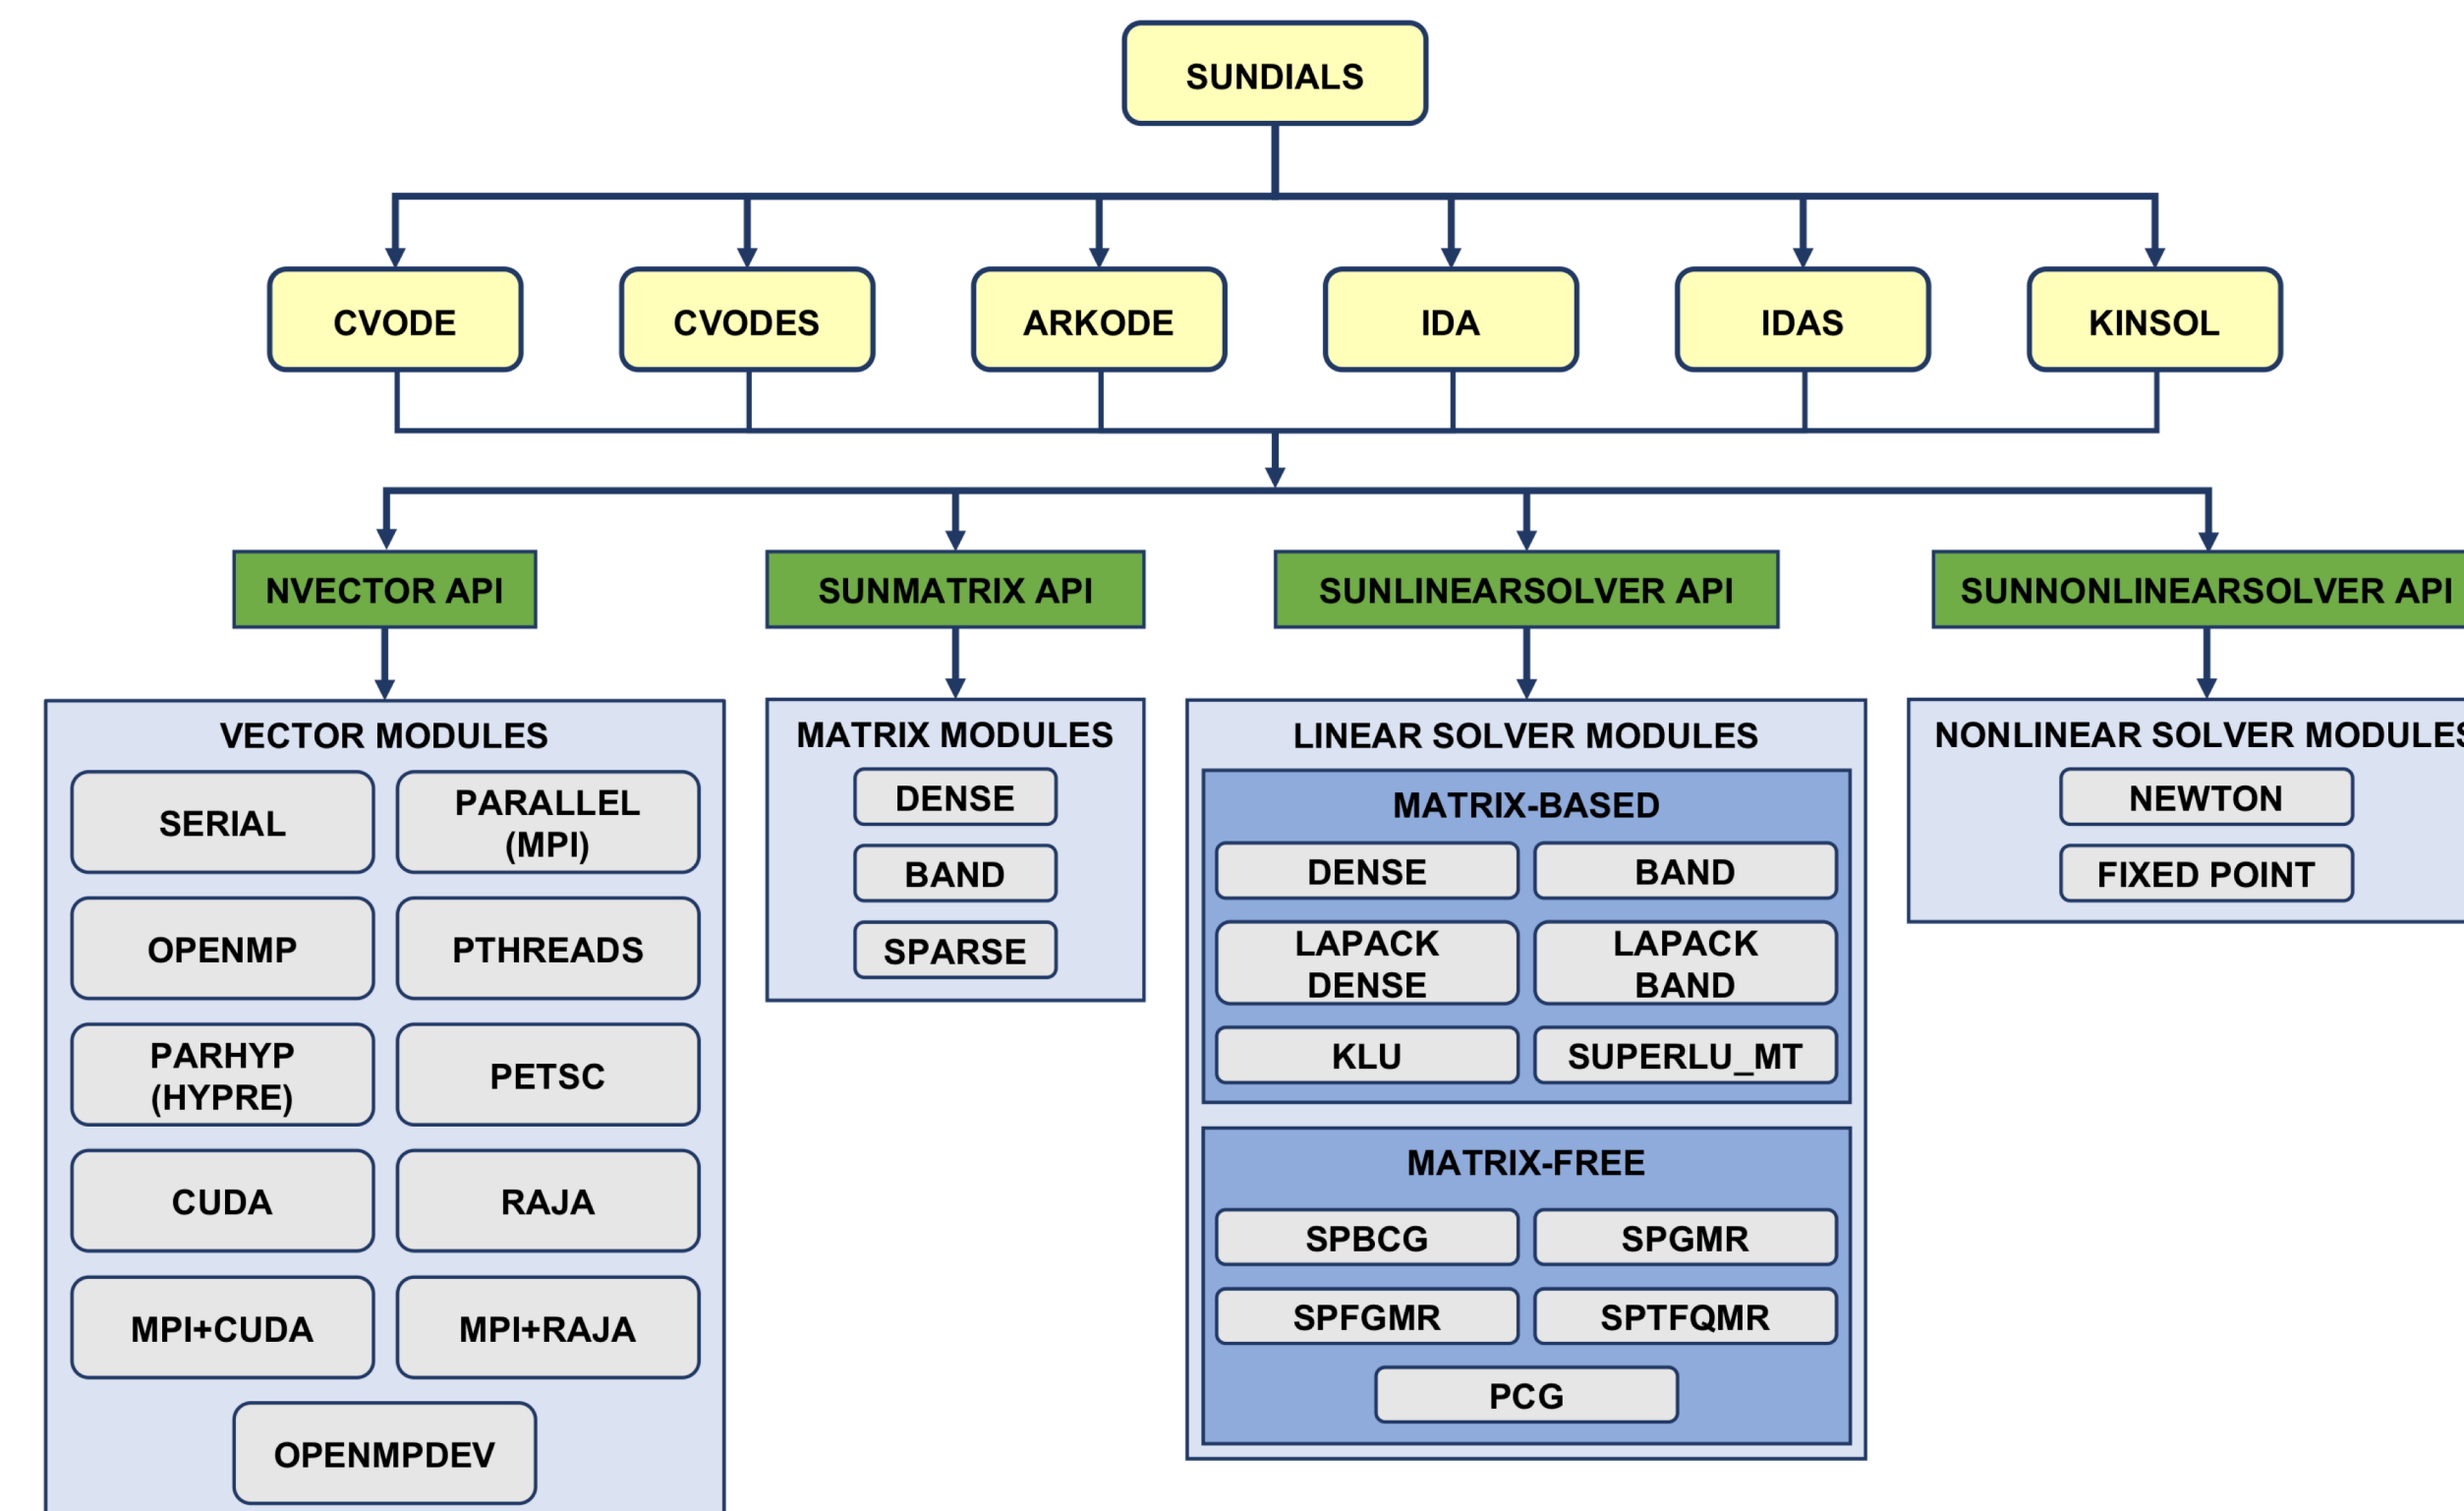 SUNDIALS
CVODE
CVODES
ARKODE
IDA
IDAS
KINSOL
NVECTOR API
SUNMATRIX API
SUNLINEARSOLVER API
SUNNONLINEARSOLVER API
VECTOR MODULES
SERIAL
PARALLEL
(MPI)
OPENMP
PTHREADS
PARHYP
(HYPRE)
PETSC
CUDA
RAJA
MPI+CUDA
MPI+RAJA
OPENMPDEV
MATRIX MODULES
DENSE
BAND
SPARSE
LINEAR SOLVER MODULES
MATRIX-BASED
DENSE
BAND
LAPACK
DENSE
LAPACK
BAND
KLU
SUPERLU_MT
MATRIX-FREE
SPBCG
SPGMR
SPFGMR
SPTFQMR
PCG
NONLINEAR SOLVER MODULES
NEWTON
FIXED POINT